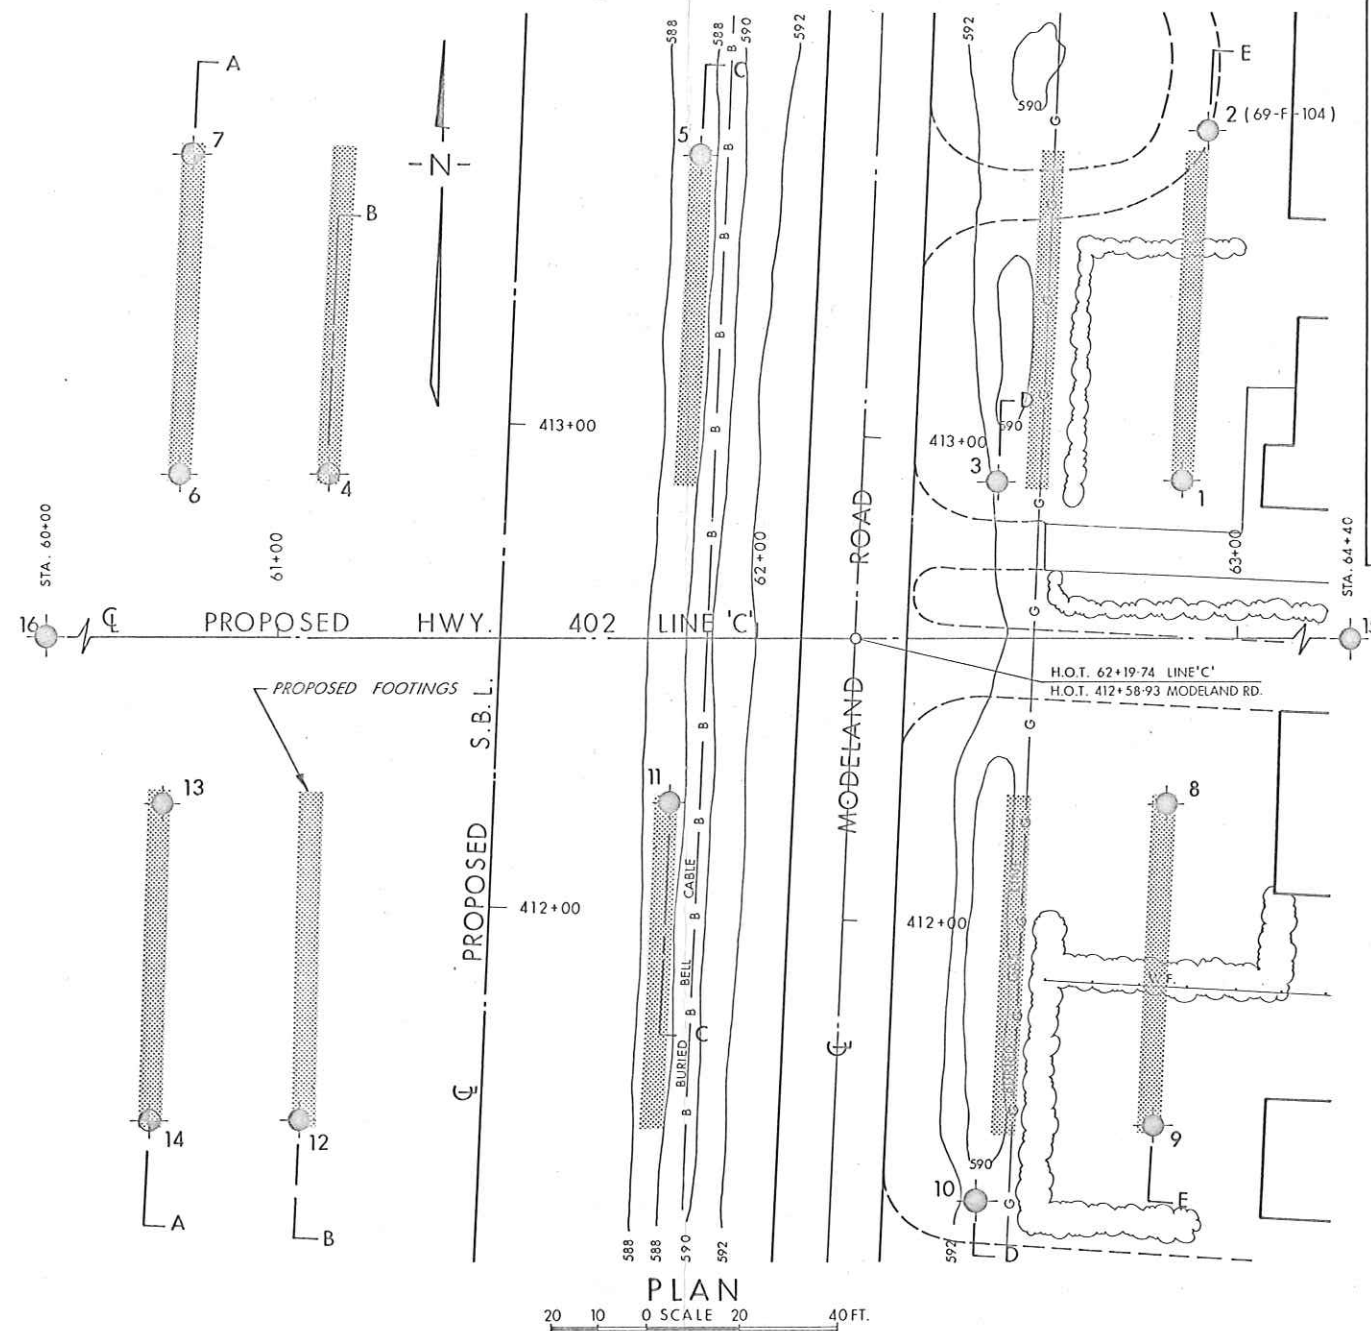 588
588
590
592
592
A
C
E
590
2 (69-F-104)
7
5
G
- N -
B
B
G
B
413+00
D
590
413+00
3
6
4
1
STA. 60+00
61+00
62+00
ROAD
63+00
STA. 64+40
16
℄ PROPOSED HWY. 402 LINE 'C'
H.O.T. 62+19·74 LINE 'C'
H.O.T. 412+58·93 MODELAND RD.
PROPOSED FOOTINGS
℄ PROPOSED S.B.L.
℄ MODELAND
13
11
8
BURIED BELL CABLE
412+00
412+00
C
14
12
9
590
10
A
B
D
E
588
588
590
592
592
PLAN
20 10 0 SCALE 20 40 FT.